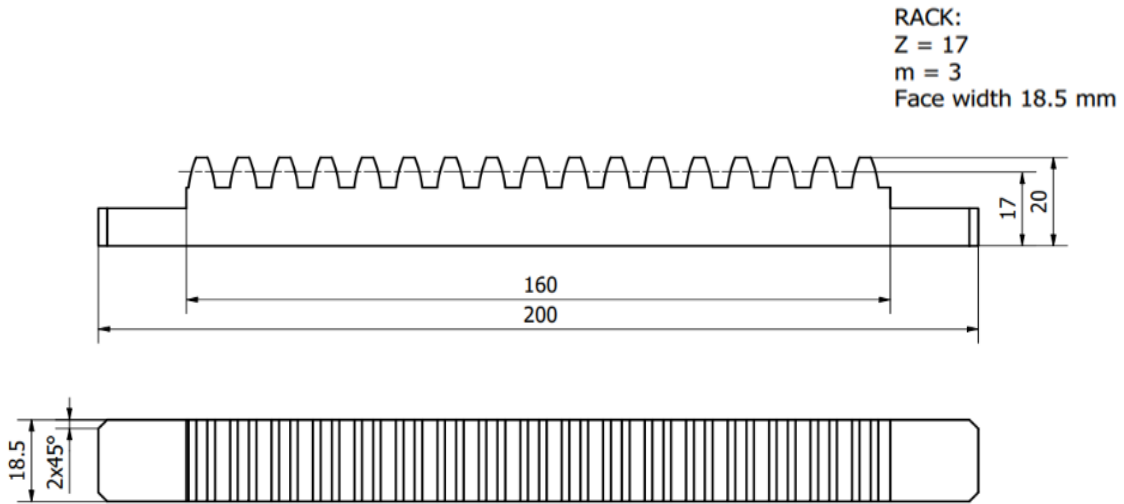 RACK:
Z = 17
m = 3
Face width 18.5 mm
17
20
160
200
18.5
2x45°